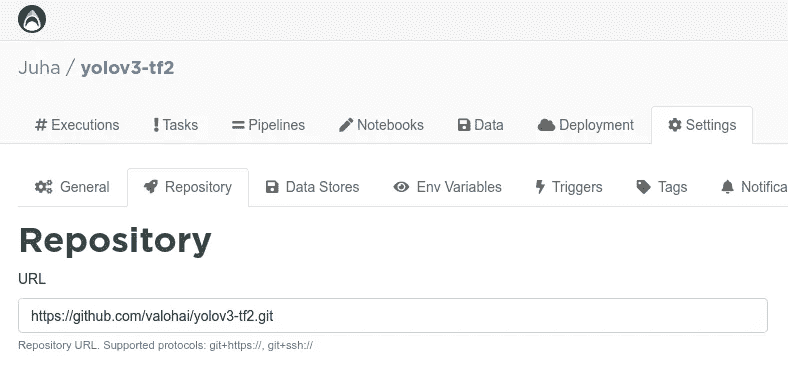 Juha / yolov3-tf2
Executions Tasks Pipelines Notebooks Data Deployment Settings
General Repository Data Stores Env Variables Triggers Tags Notifica
Repository
URL
https://github.com/valohai/yolov3-tf2.git
Repository URL. Supported protocols: git+https://, git+ssh://